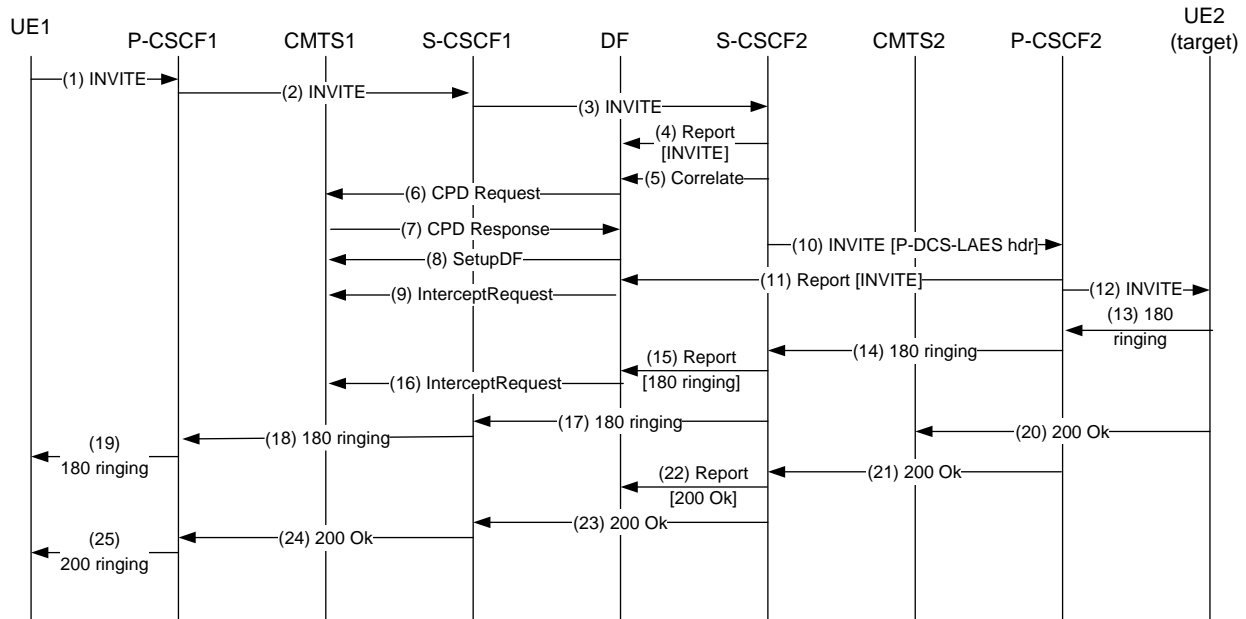 UE1
P-CSCF1
CMTS1
S-CSCF1
DF
S-CSCF2
CMTS2
P-CSCF2
UE2
(target)
(1) INVITE
(2) INVITE
(3) INVITE
(4) Report
[INVITE]
(5) Correlate
(6) CPD Request
(7) CPD Response
(8) SetupDF
(9) InterceptRequest
(10) INVITE [P-DCS-LAES hdr]
(11) Report [INVITE]
(12) INVITE
(13) 180
ringing
(14) 180 ringing
(15) Report
[180 ringing]
(16) InterceptRequest
(17) 180 ringing
(18) 180 ringing
(19)
180 ringing
(20) 200 Ok
(21) 200 Ok
(22) Report
[200 Ok]
(23) 200 Ok
(24) 200 Ok
(25)
200 ringing